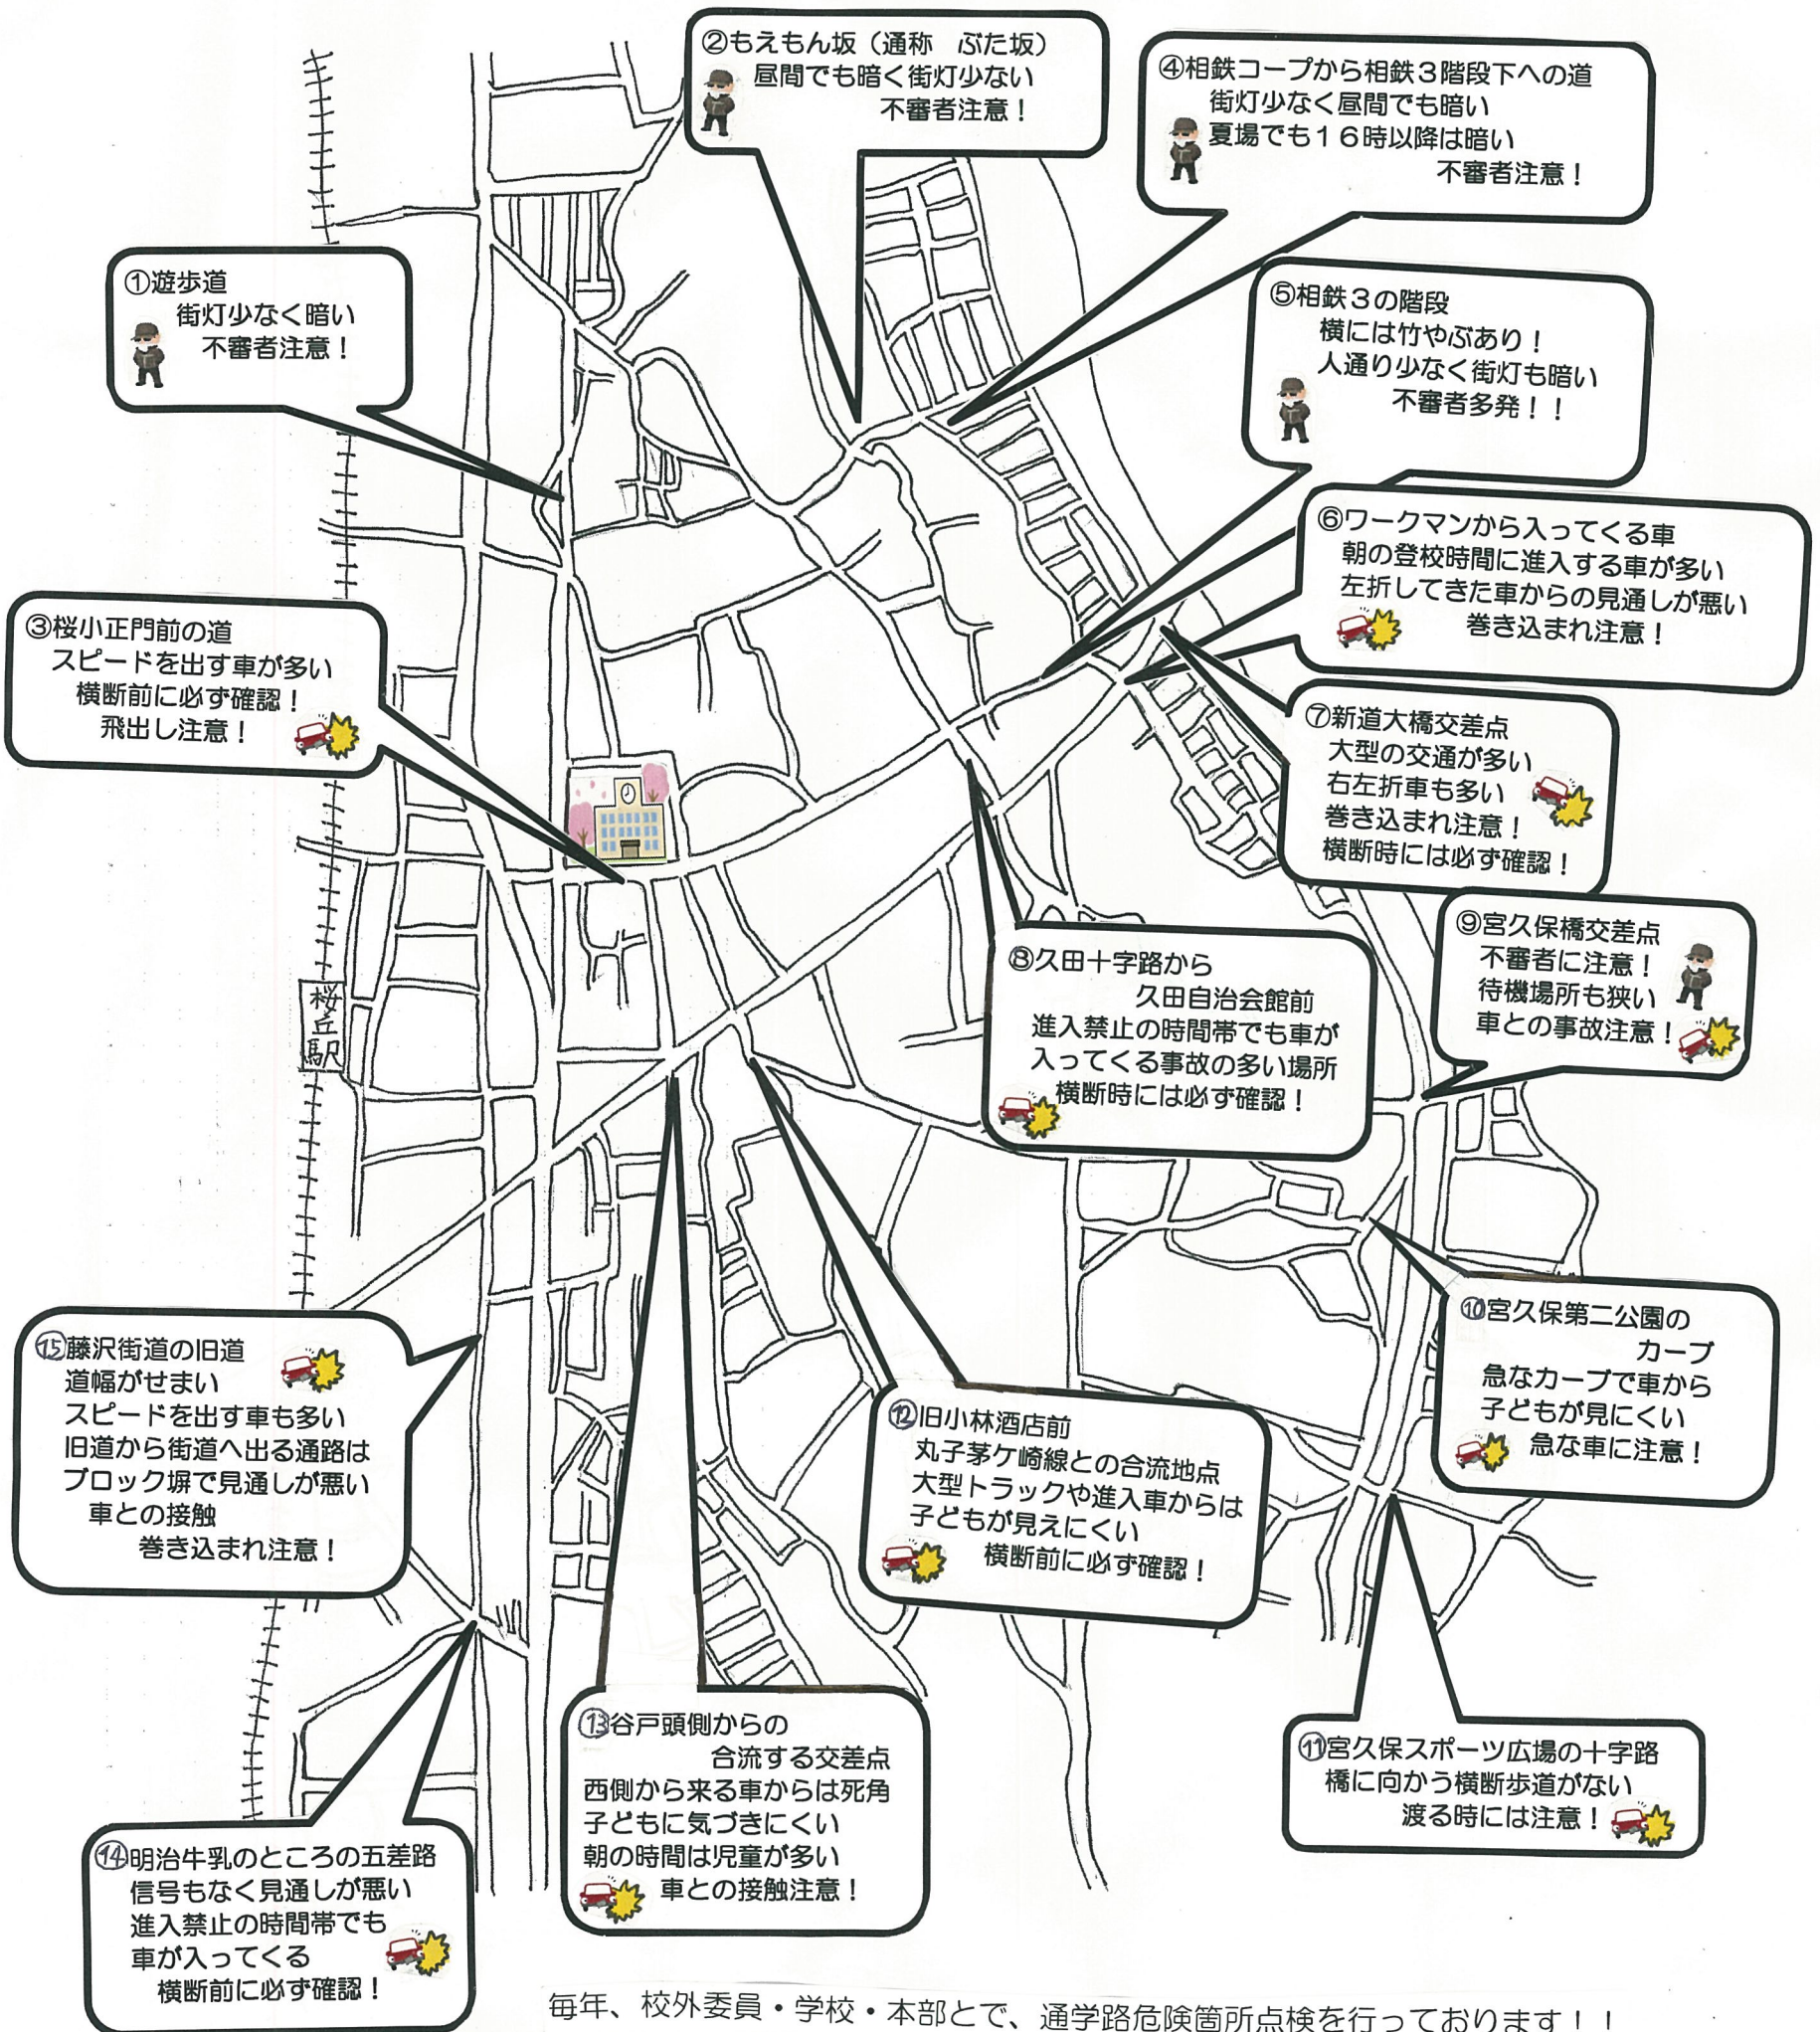 ①遊歩道
街灯少なく暗い
不審者注意！
②もえもん坂（通称　ぶた坂）
昼間でも暗く街灯少ない
不審者注意！
③桜小正門前の道
スピードを出す車が多い
横断前に必ず確認！
飛出し注意！
④相鉄コープから相鉄３階段下への道
街灯少なく昼間でも暗い
夏場でも１６時以降は暗い
不審者注意！
⑤相鉄３の階段
横には竹やぶあり！
人通り少なく街灯も暗い
不審者多発！！
⑥ワークマンから入ってくる車
朝の登校時間に進入する車が多い
左折してきた車からの見通しが悪い
巻き込まれ注意！
⑦新道大橋交差点
大型の交通が多い
右左折車も多い
巻き込まれ注意！
横断時には必ず確認！
⑧久田十字路から
久田自治会館前
進入禁止の時間帯でも車が
入ってくる事故の多い場所
横断時には必ず確認！
⑨宮久保橋交差点
不審者に注意！
待機場所も狭い
車との事故注意！
⑩宮久保第二公園の
カーブ
急なカーブで車から
子どもが見にくい
急な車に注意！
⑪宮久保スポーツ広場の十字路
橋に向かう横断歩道がない
渡る時には注意！
⑫旧小林酒店前
丸子茅ケ崎線との合流地点
大型トラックや進入車からは
子どもが見えにくい
横断前に必ず確認！
⑬谷戸頭側からの
合流する交差点
西側から来る車からは死角
子どもに気づきにくい
朝の時間は児童が多い
車との接触注意！
⑭明治牛乳のところの五差路
信号もなく見通しが悪い
進入禁止の時間帯でも
車が入ってくる
横断前に必ず確認！
⑮藤沢街道の旧道
道幅がせまい
スピードを出す車も多い
旧道から街道へ出る通路は
ブロック塀で見通しが悪い
車との接触
巻き込まれ注意！
桜丘駅
毎年、校外委員・学校・本部とで、通学路危険箇所点検を行っております！！